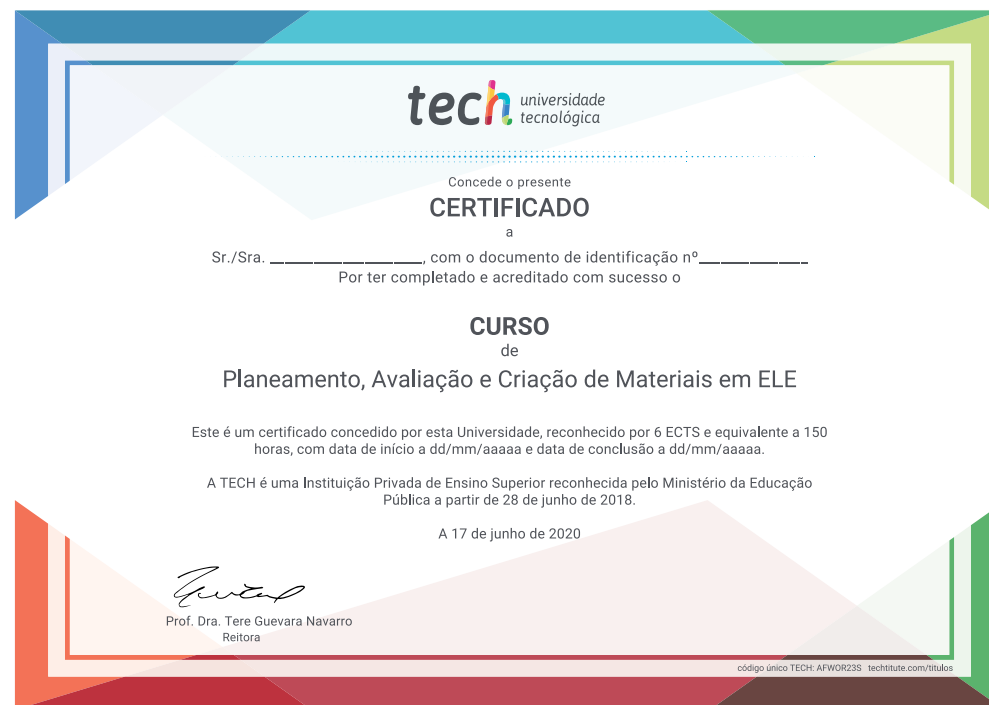 tech universidade
tecnológica
Concede o presente
CERTIFICADO
a
Sr./Sra. ____________________, com o documento de identificação nº______________
Por ter completado e acreditado com sucesso o
CURSO
de
Planeamento, Avaliação e Criação de Materiais em ELE
Este é um certificado concedido por esta Universidade, reconhecido por 6 ECTS e equivalente a 150
horas, com data de início a dd/mm/aaaaa e data de conclusão a dd/mm/aaaaa.
A TECH é uma Instituição Privada de Ensino Superior reconhecida pelo Ministério da Educação
Pública a partir de 28 de junho de 2018.
A 17 de junho de 2020
Prof. Dra. Tere Guevara Navarro
Reitora
código único TECH: AFWOR23S techtitute.com/titulos